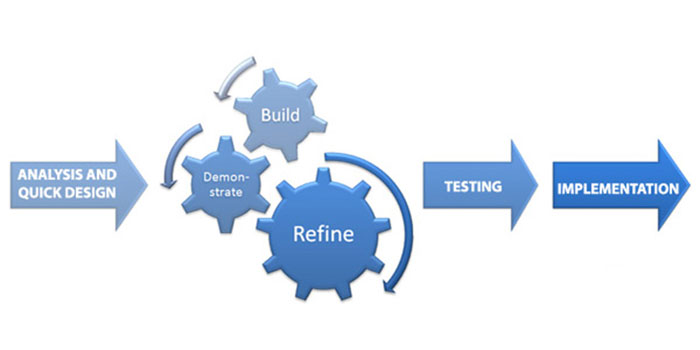 ANALYSIS AND
QUICK DESIGN
Build
Demon-
strate
Refine
TESTING
IMPLEMENTATION